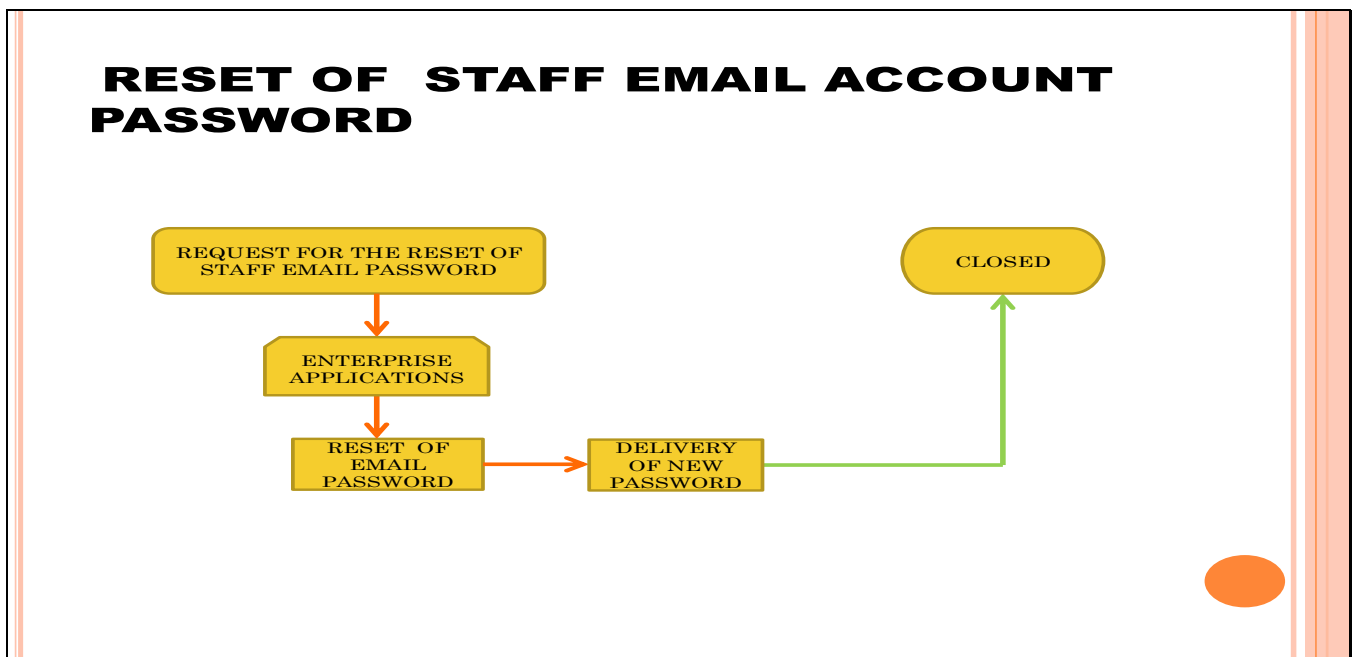 RESET OF STAFF EMAIL ACCOUNT
PASSWORD
REQUEST FOR THE RESET OF
STAFF EMAIL PASSWORD
CLOSED
ENTERPRISE
APPLICATIONS
RESET OF
EMAIL
PASSWORD
DELIVERY
OF NEW
PASSWORD